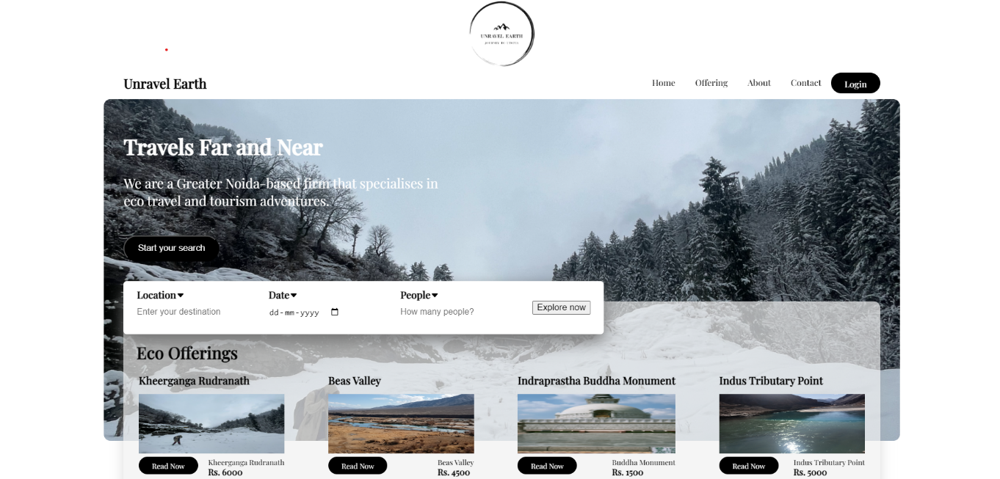 UNRAVEL EARTH
JOURNEY TO UTOPIA
Unravel Earth
Home Offering About Contact Login
Travels Far and Near
We are a Greater Noida-based firm that specialises in
eco travel and tourism adventures.
Start your search
Location Date People
Enter your destination dd-mm-yyyy How many people? Explore now
Eco Offerings
Kheerganga Rudranath Beas Valley Indraprastha Buddha Monument Indus Tributary Point
Read Now Kheerganga Rudranath Read Now Beas Valley Read Now Buddha Monument Read Now Indus Tributary Point
Rs. 6000 Rs. 4500 Rs. 1500 Rs. 5000